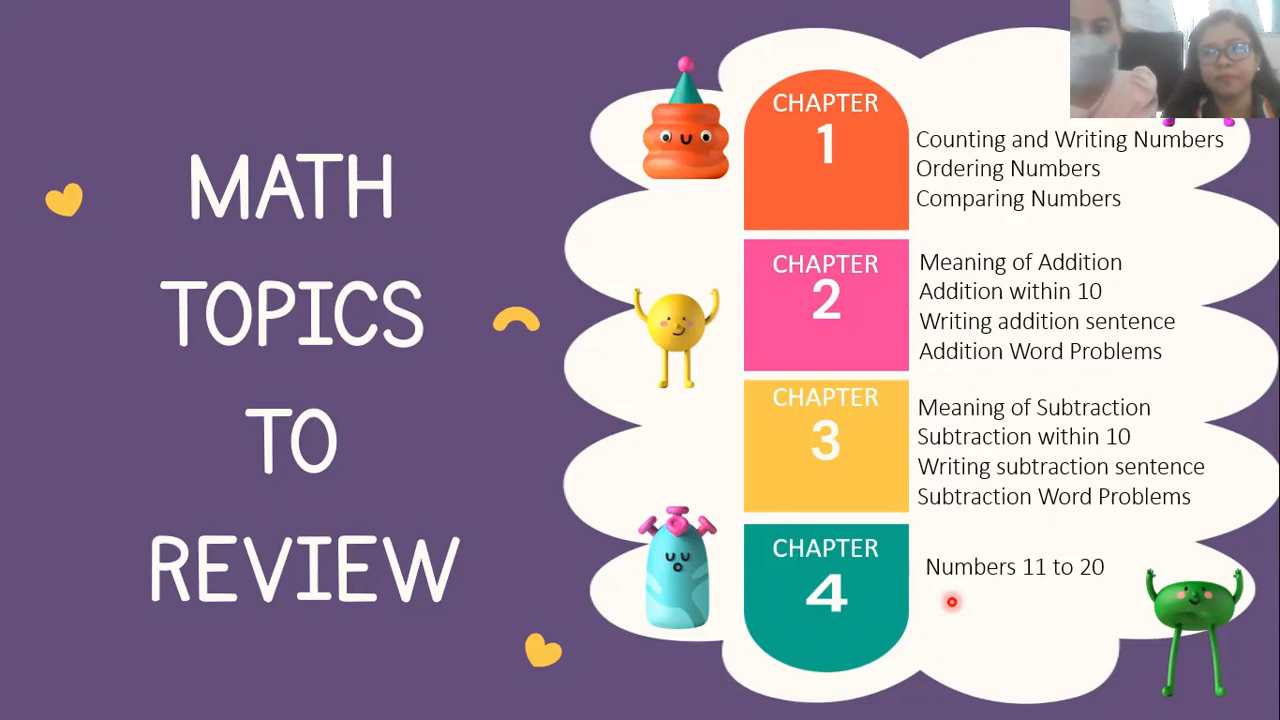 MATH
TOPICS
TO
REVIEW
CHAPTER
1
Counting and Writing Numbers
Ordering Numbers
Comparing Numbers
CHAPTER
2
Meaning of Addition
Addition within 10
Writing addition sentence
Addition Word Problems
CHAPTER
3
Meaning of Subtraction
Subtraction within 10
Writing subtraction sentence
Subtraction Word Problems
CHAPTER
4
Numbers 11 to 20